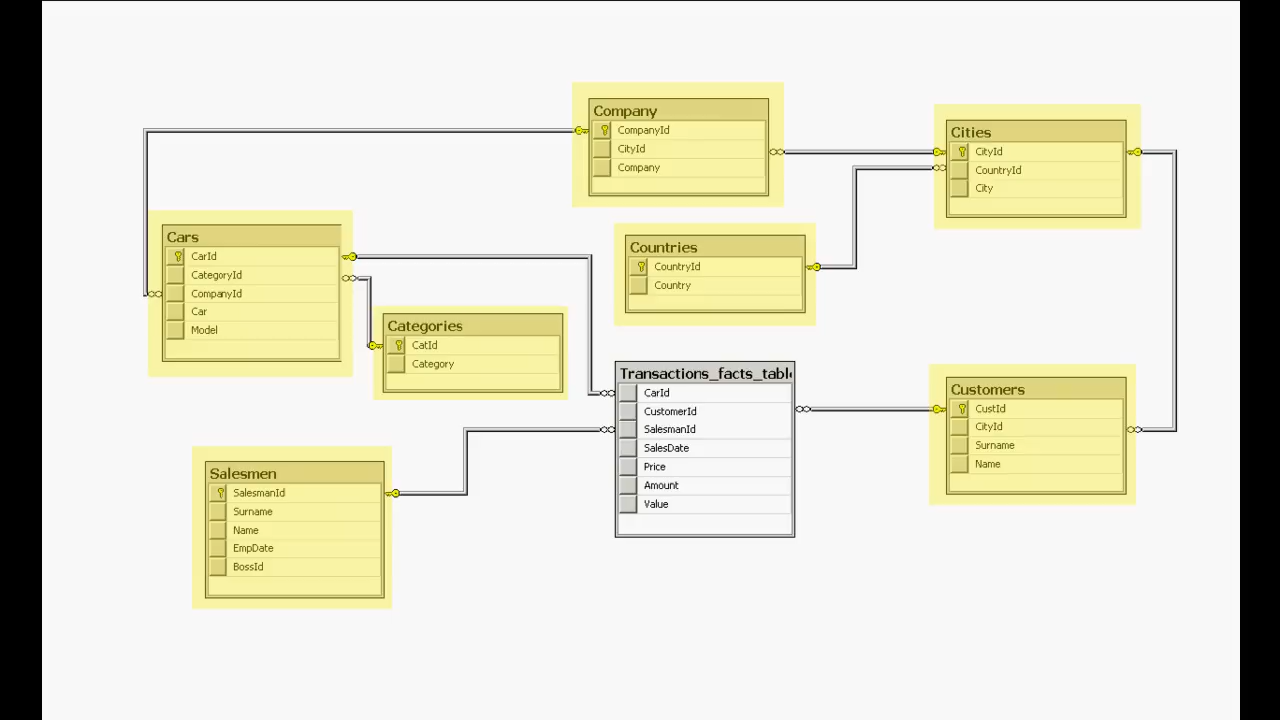 Company
CompanyId
CityId
Company
Cities
CityId
CountryId
City
Cars
CarId
CategoryId
CompanyId
Car
Model
Countries
CountryId
Country
Categories
CatId
Category
Transactions_facts_tabl
CarId
CustomerId
SalesmanId
SalesDate
Price
Amount
Value
Customers
CustId
CityId
Surname
Name
Salesmen
SalesmanId
Surname
Name
EmpDate
BossId